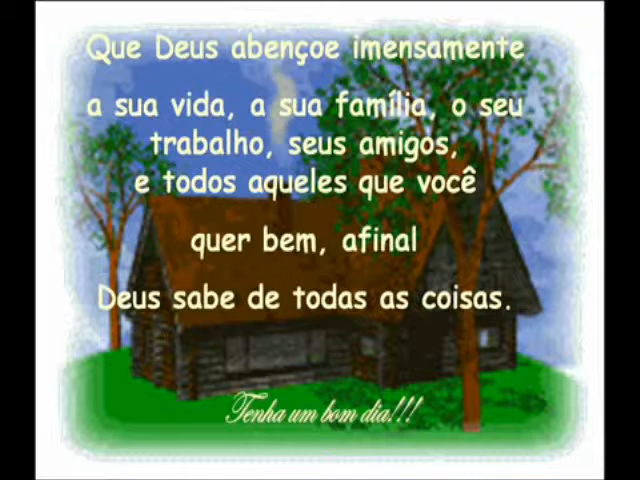 Que Deus abençoe imensamente
a sua vida, a sua família, o seu
trabalho, seus amigos,
e todos aqueles que você
quer bem, afinal
Deus sabe de todas as coisas.
Tenha um bom dia!!!